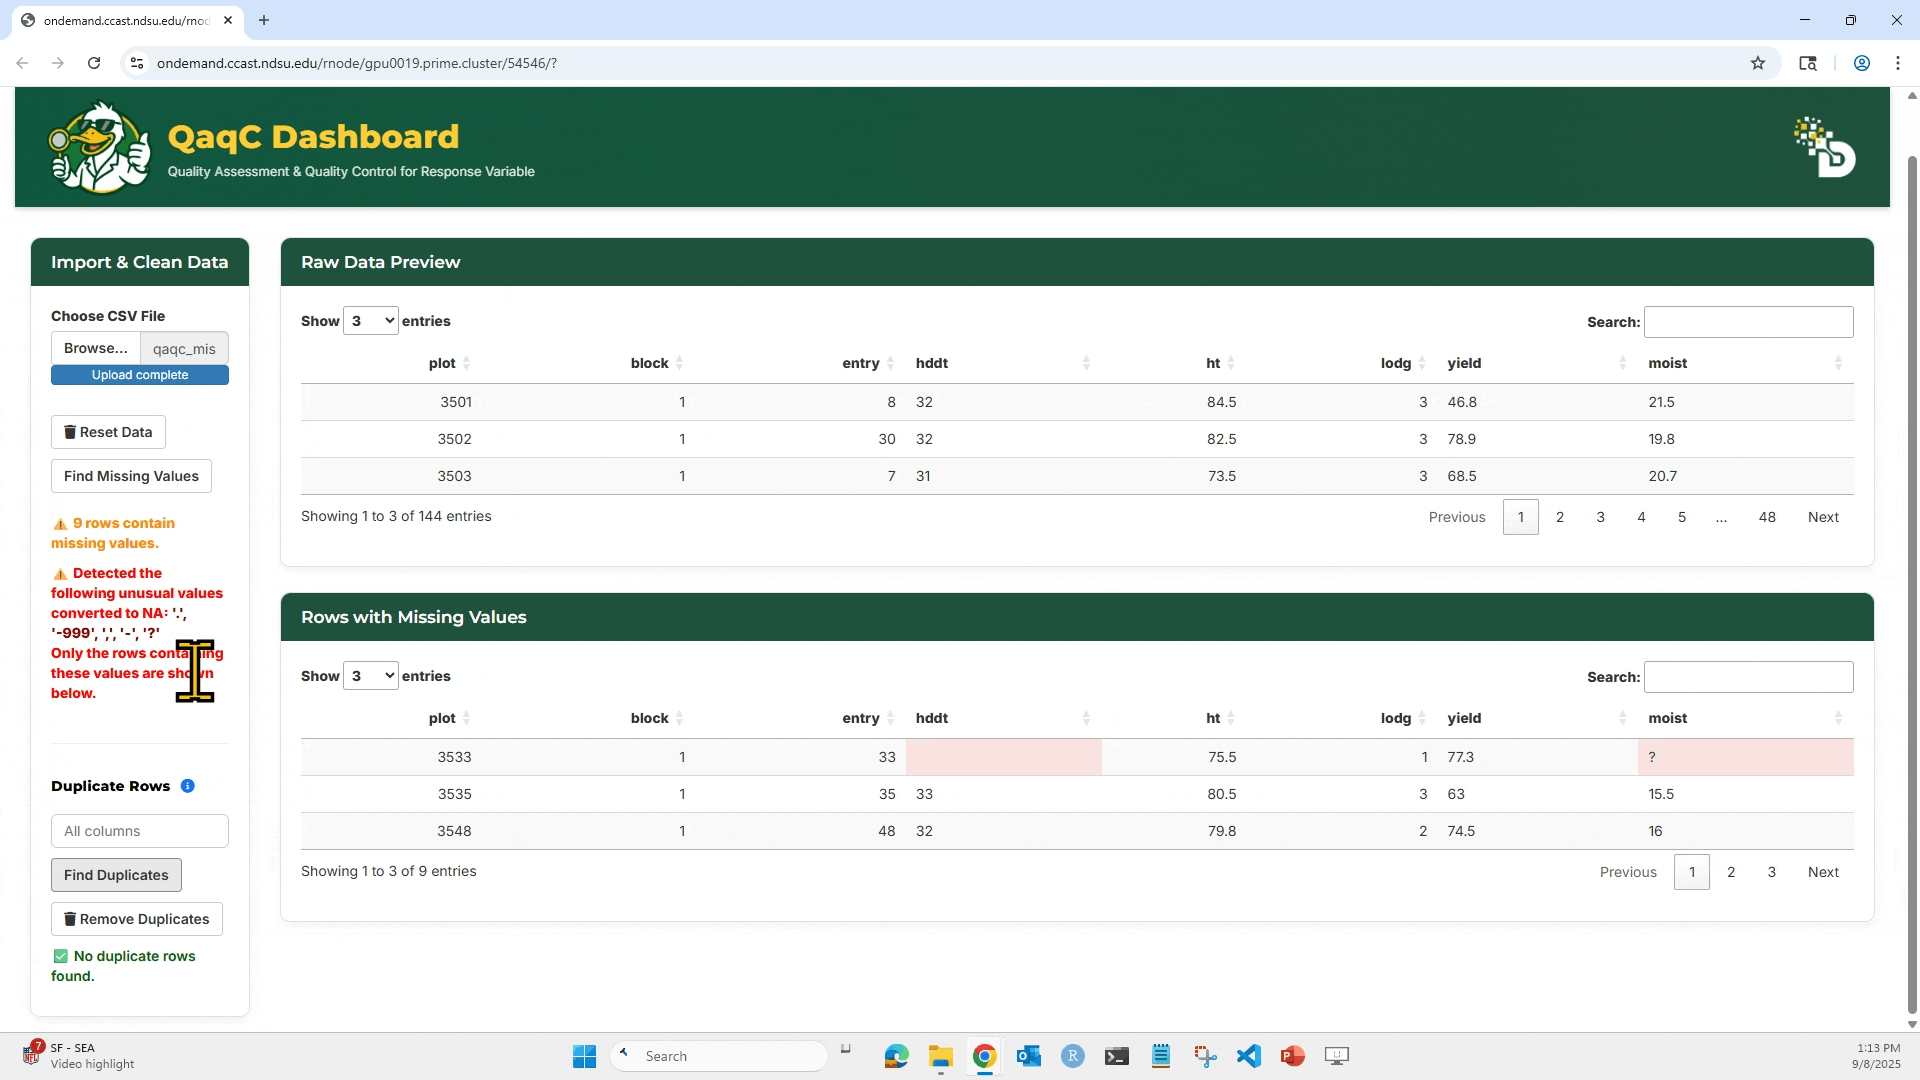 ondemand.ccast.ndsu.edu/rnod
ondemand.ccast.ndsu.edu/rnode/gpu0019.prime.cluster/54546/?
QaqC Dashboard
Quality Assessment & Quality Control for Response Variable
Import & Clean Data
Choose CSV File
Browse... qaqc_mis
Upload complete
Reset Data
Find Missing Values
⚠️ 9 rows contain
missing values.
⚠️ Detected the
following unusual values
converted to NA: '.',
'-999', ',', '-', '?'
Only the rows containing
these values are shown
below.
Duplicate Rows
All columns
Find Duplicates
Remove Duplicates
✅ No duplicate rows
found.
Raw Data Preview
Show 3 entries Search:
plot block entry hddt ht lodg yield moist
3501 1 8 32 84.5 3 46.8 21.5
3502 1 30 32 82.5 3 78.9 19.8
3503 1 7 31 73.5 3 68.5 20.7
Showing 1 to 3 of 144 entries Previous 1 2 3 4 5 ... 48 Next
Rows with Missing Values
Show 3 entries Search:
plot block entry hddt ht lodg yield moist
3533 1 33 75.5 1 77.3 ?
3535 1 35 33 80.5 3 63 15.5
3548 1 48 32 79.8 2 74.5 16
Showing 1 to 3 of 9 entries Previous 1 2 3 Next
7 SF - SEA
Video highlight
Search
1:13 PM
9/8/2025